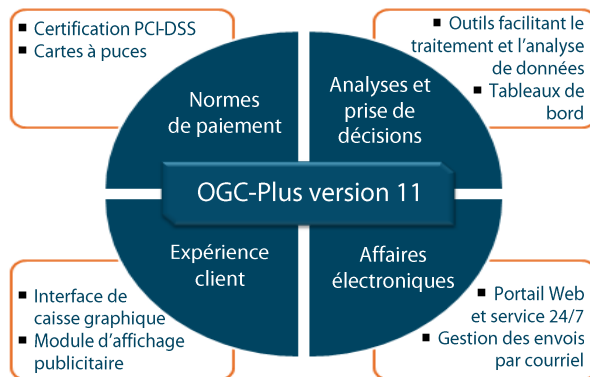 ▪ Certification PCI-DSS
▪ Cartes à puces
▪ Outils facilitant le
traitement et l'analyse
de données
▪ Tableaux de
bord
Normes
de paiement
Analyses et
prise de
décisions
OGC-Plus version 11
Expérience
client
Affaires
électroniques
▪ Interface de
caisse graphique
▪ Module d'affichage
publicitaire
▪ Portail Web
et service 24/7
▪ Gestion des envois
par courriel